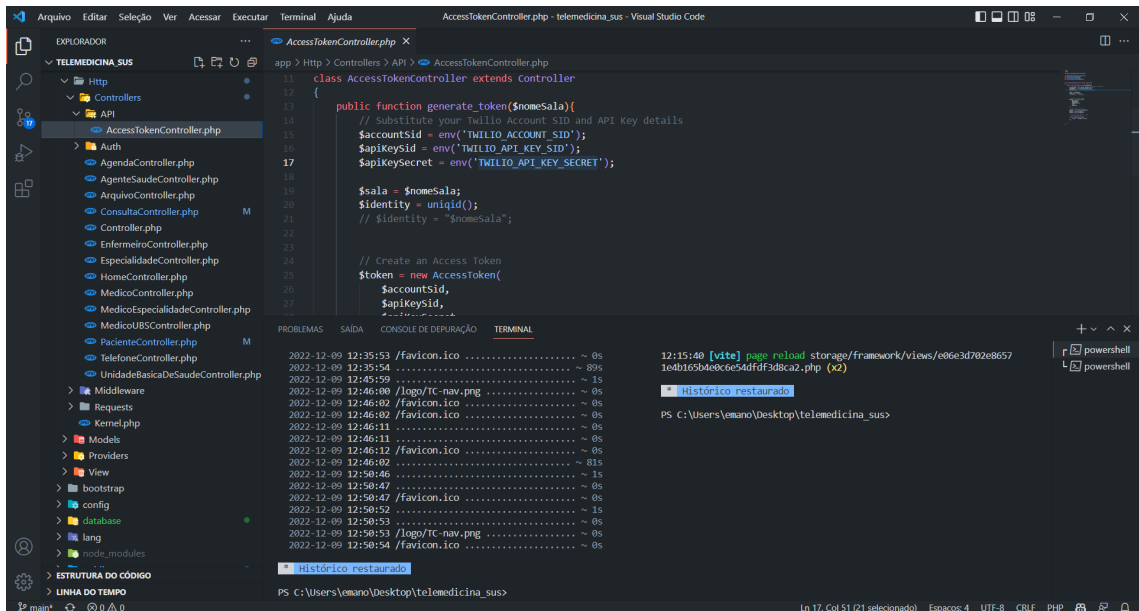 Arquivo Editar Seleção Ver Acessar Executar Terminal Ajuda
AccessTokenController.php - telemedicina_sus - Visual Studio Code
EXPLORADOR
TELEMEDICINA_SUS
Http
Controllers
API
AccessTokenController.php
Auth
AgendaController.php
AgenteSaudeController.php
ArquivoController.php
ConsultaController.php M
Controller.php
EnfermeiroController.php
EspecialidadeController.php
HomeController.php
MedicoController.php
MedicoEspecialidadeController.php
MedicoUBSController.php
PacienteController.php M
TelefoneController.php
UnidadeBasicaDeSaudeController.php
Middleware
Requests
Kernel.php
Models
Providers
View
bootstrap
config
database
lang
node_modules
ESTRUTURA DO CÓDIGO
LINHA DO TEMPO
17
AccessTokenController.php
app > Http > Controllers > API > AccessTokenController.php
11 class AccessTokenController extends Controller
12 {
13 public function generate_token($nomeSala){
14 // Substitute your Twilio Account SID and API Key details
15 $accountSid = env('TWILIO_ACCOUNT_SID');
16 $apiKeySid = env('TWILIO_API_KEY_SID');
17 $apiKeySecret = env('TWILIO_API_KEY_SECRET');
18
19 $sala = $nomeSala;
20 $identity = uniqid();
21 // $identity = "$nomeSala";
22
23
24 // Create an Access Token
25 $token = new AccessToken(
26 $accountSid,
27 $apiKeySid,
PROBLEMAS SAÍDA CONSOLE DE DEPURAÇÃO TERMINAL
2022-12-09 12:35:53 /favicon.ico ..................... ~ 0s
2022-12-09 12:35:54 .................................. ~ 89s
2022-12-09 12:45:59 .................................. ~ 1s
2022-12-09 12:46:00 /logo/TC-nav.png ................. ~ 0s
2022-12-09 12:46:02 /favicon.ico ..................... ~ 0s
2022-12-09 12:46:02 /favicon.ico ..................... ~ 0s
2022-12-09 12:46:11 .................................. ~ 0s
2022-12-09 12:46:11 .................................. ~ 0s
2022-12-09 12:46:12 /favicon.ico ..................... ~ 0s
2022-12-09 12:46:02 .................................. ~ 81s
2022-12-09 12:50:46 .................................. ~ 1s
2022-12-09 12:50:47 .................................. ~ 0s
2022-12-09 12:50:47 /favicon.ico ..................... ~ 0s
2022-12-09 12:50:52 .................................. ~ 1s
2022-12-09 12:50:53 .................................. ~ 0s
2022-12-09 12:50:53 /logo/TC-nav.png ................. ~ 0s
2022-12-09 12:50:54 /favicon.ico ..................... ~ 0s
* Histórico restaurado
PS C:\Users\emano\Desktop\telemedicina_sus>
12:15:40 [vite] page reload storage/framework/views/e06e3d702e8657
1e4b165b4e0c6e54dfdf3d8ca2.php (x2)
* Histórico restaurado
PS C:\Users\emano\Desktop\telemedicina_sus>
powershell
powershell
main* 0 0
Ln 17, Col 51 (21 selecionado) Espaços: 4 UTF-8 CRLF PHP